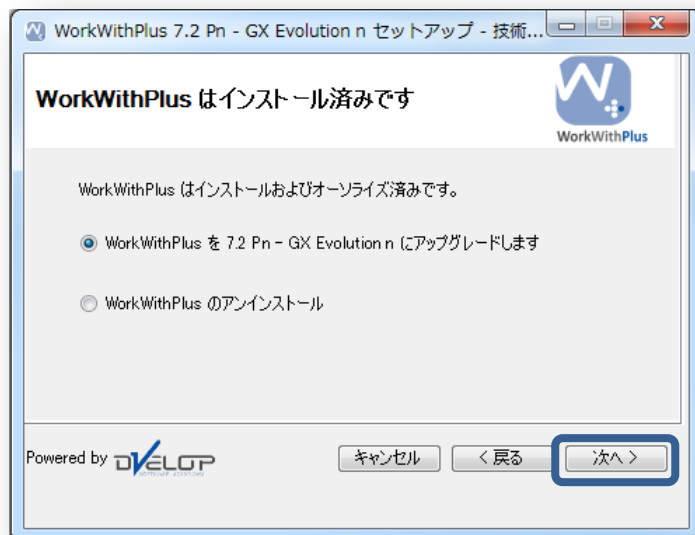 WorkWithPlus 7.2 Pn - GX Evolution n セットアップ - 技術...
WorkWithPlus はインストール済みです
WorkWithPlus
WorkWithPlus はインストールおよびオーソライズ済みです。
WorkWithPlus を 7.2 Pn - GX Evolution n にアップグレードします
WorkWithPlus のアンインストール
Powered by DVELOP
キャンセル
< 戻る
次へ >